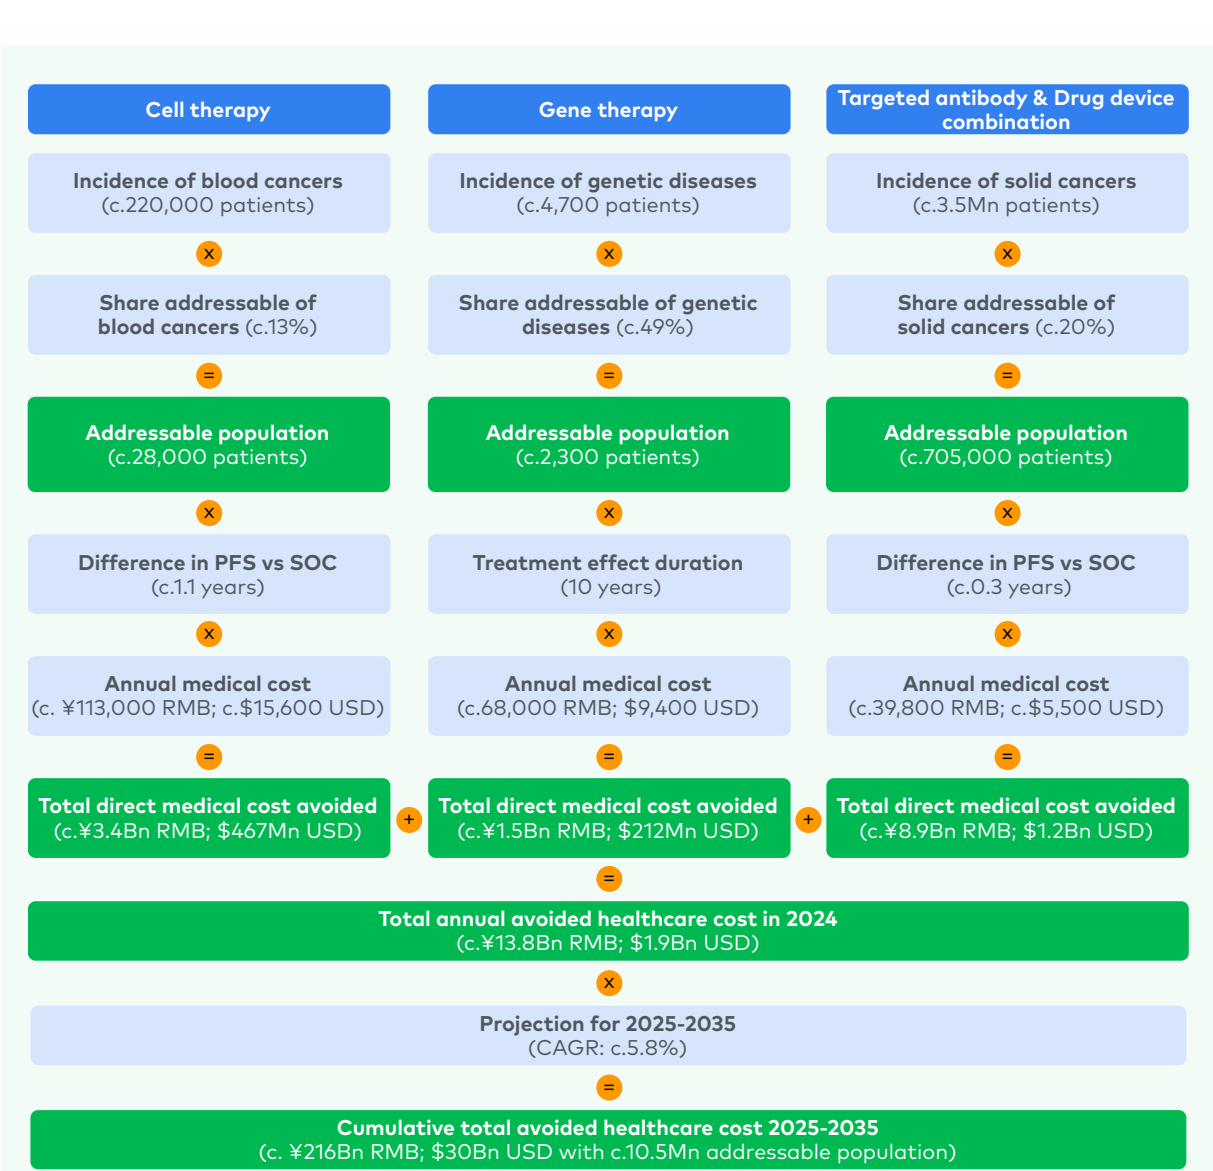 Cell therapy
Gene therapy
Targeted antibody & Drug device
combination
Incidence of blood cancers
(c.220,000 patients)
Incidence of genetic diseases
(c.4,700 patients)
Incidence of solid cancers
(c.3.5Mn patients)
x
x
x
Share addressable of
blood cancers (c.13%)
Share addressable of genetic
diseases (c.49%)
Share addressable of
solid cancers (c.20%)
=
=
=
Addressable population
(c.28,000 patients)
Addressable population
(c.2,300 patients)
Addressable population
(c.705,000 patients)
x
x
x
Difference in PFS vs SOC
(c.1.1 years)
Treatment effect duration
(10 years)
Difference in PFS vs SOC
(c.0.3 years)
x
x
x
Annual medical cost
(c. ¥113,000 RMB; c.$15,600 USD)
Annual medical cost
(c.68,000 RMB; $9,400 USD)
Annual medical cost
(c.39,800 RMB; c.$5,500 USD)
=
=
=
Total direct medical cost avoided
(c.¥3.4Bn RMB; $467Mn USD)
+
Total direct medical cost avoided
(c.¥1.5Bn RMB; $212Mn USD)
+
Total direct medical cost avoided
(c.¥8.9Bn RMB; $1.2Bn USD)
=
Total annual avoided healthcare cost in 2024
(c.¥13.8Bn RMB; $1.9Bn USD)
x
Projection for 2025-2035
(CAGR: c.5.8%)
=
Cumulative total avoided healthcare cost 2025-2035
(c. ¥216Bn RMB; $30Bn USD with c.10.5Mn addressable population)